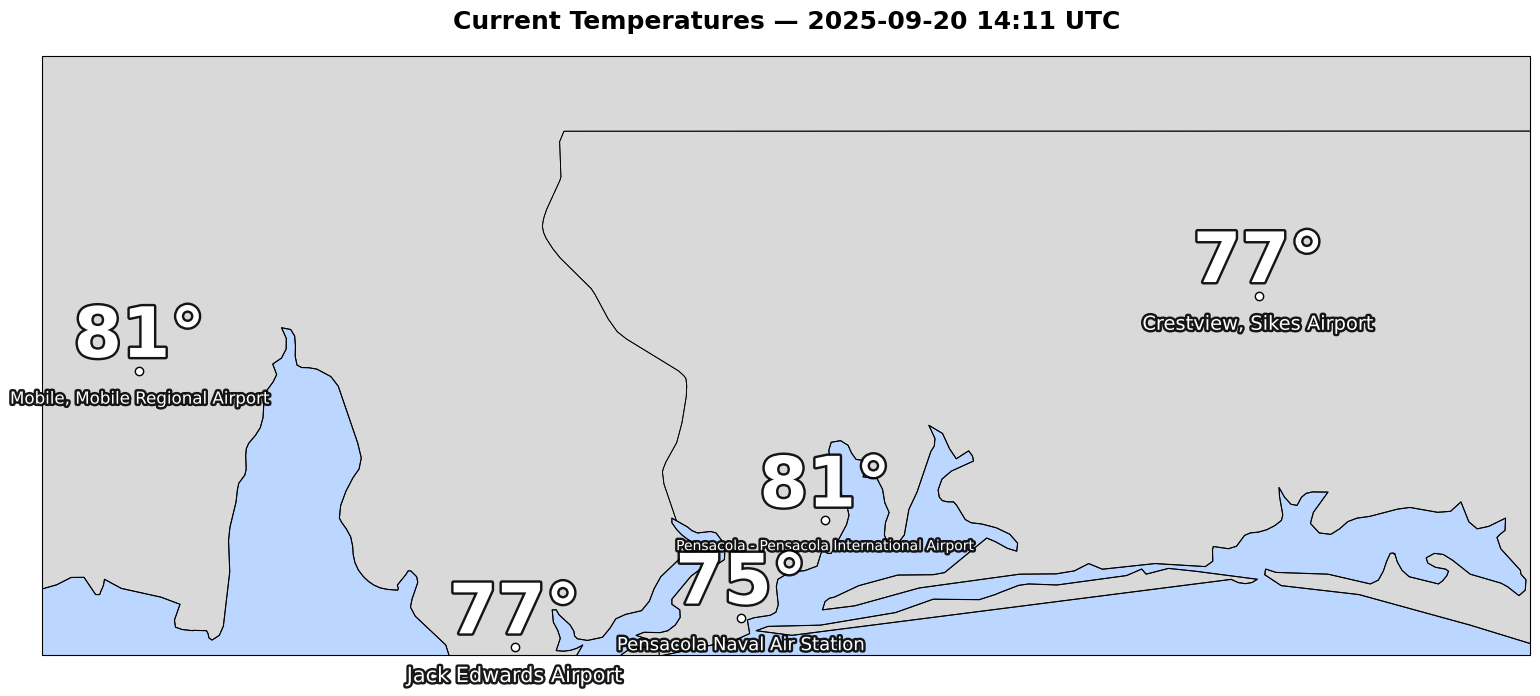 Current Temperatures — 2025-09-20 14:11 UTC
77°
Crestview, Sikes Airport
81°
Mobile, Mobile Regional Airport
81°
Pensacola - Pensacola International Airport
75°
Pensacola Naval Air Station
77°
Jack Edwards Airport